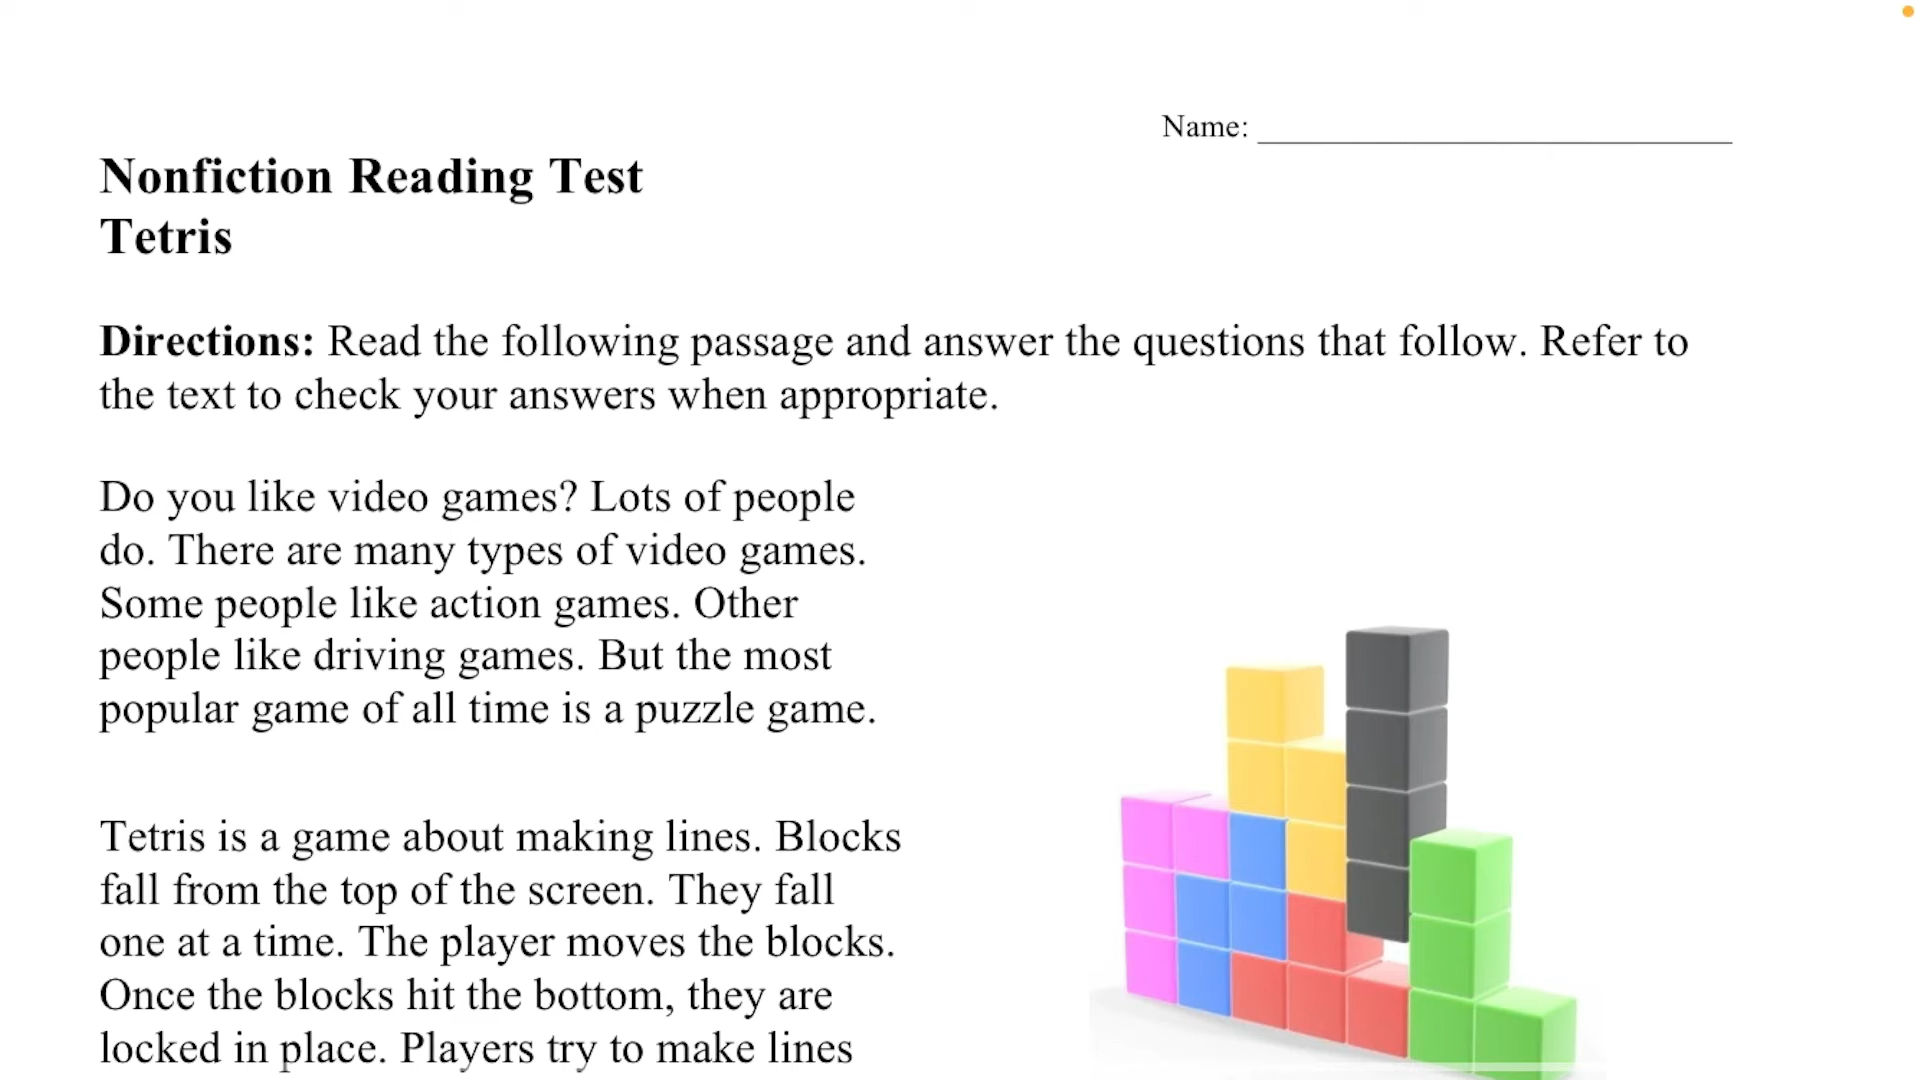 Name:
Nonfiction Reading Test
Tetris
Directions: Read the following passage and answer the questions that follow. Refer to
the text to check your answers when appropriate.
Do you like video games? Lots of people
do. There are many types of video games.
Some people like action games. Other
people like driving games. But the most
popular game of all time is a puzzle game.
Tetris is a game about making lines. Blocks
fall from the top of the screen. They fall
one at a time. The player moves the blocks.
Once the blocks hit the bottom, they are
locked in place. Players try to make lines